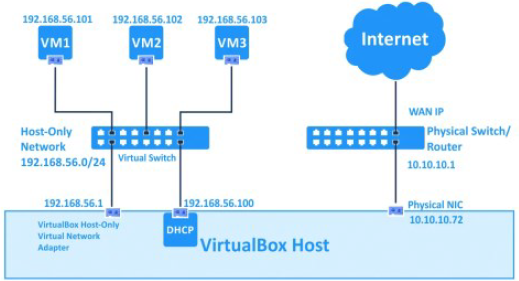 192.168.56.101
192.168.56.102
192.168.56.103
VM1
VM2
VM3
Internet
WAN IP
Host-Only
Network
192.168.56.0/24
Virtual Switch
Physical Switch/
Router
10.10.10.1
192.168.56.1
192.168.56.100
Physical NIC
10.10.10.72
VirtualBox Host-Only
Virtual Network
Adapter
DHCP
VirtualBox Host